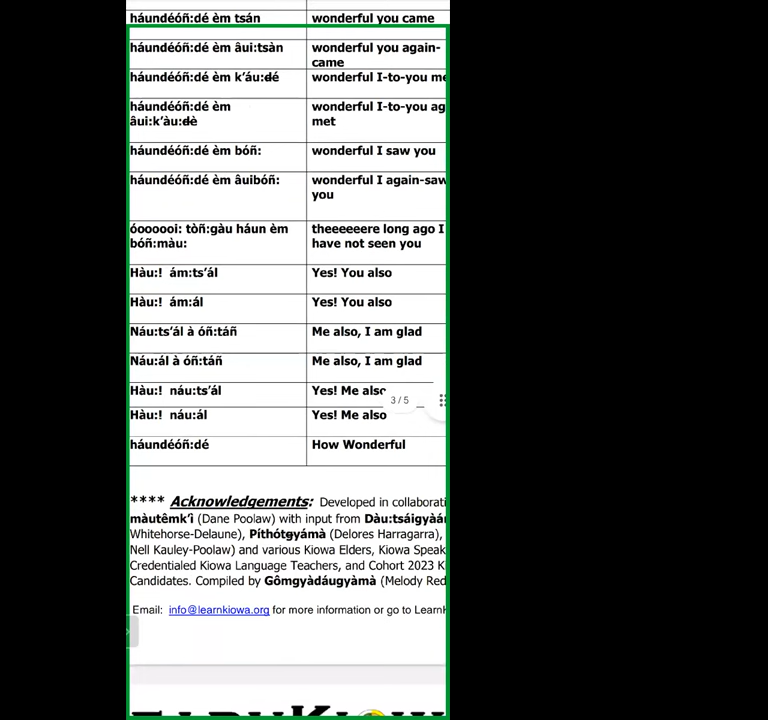 háundéóñ:dé èm tsán wonderful you came
háundéóñ:dé èm âui:tsàn wonderful you again-
came
háundéóñ:dé èm k'áu:dé wonderful I-to-you me
háundéóñ:dé èm wonderful I-to-you ag
âui:k'àu:dè met
háundéóñ:dé èm bóñ: wonderful I saw you
háundéóñ:dé èm âuibóñ: wonderful I again-saw
you
óoooooi: tòñ:gàu háun èm theeeeeere long ago I
bóñ:màu: have not seen you
Hàu:! ám:ts'ál Yes! You also
Hàu:! ám:ál Yes! You also
Náu:ts'ál à óñ:táñ Me also, I am glad
Náu:ál à óñ:táñ Me also, I am glad
Hàu:! náu:ts'ál Yes! Me also
3 / 5
Hàu:! náu:ál Yes! Me also
háundéóñ:dé How Wonderful
**** Acknowledgements: Developed in collaborati
màutêmk'ì (Dane Poolaw) with input from Dàu:tsáigyàá
Whitehorse-Delaune), Píthótgyámà (Delores Harragarra),
Nell Kauley-Poolaw) and various Kiowa Elders, Kiowa Speak
Credentialed Kiowa Language Teachers, and Cohort 2023 K
Candidates. Compiled by Gômgyàdáugyàmà (Melody Red
Email: info@learnkiowa.org for more information or go to Learn